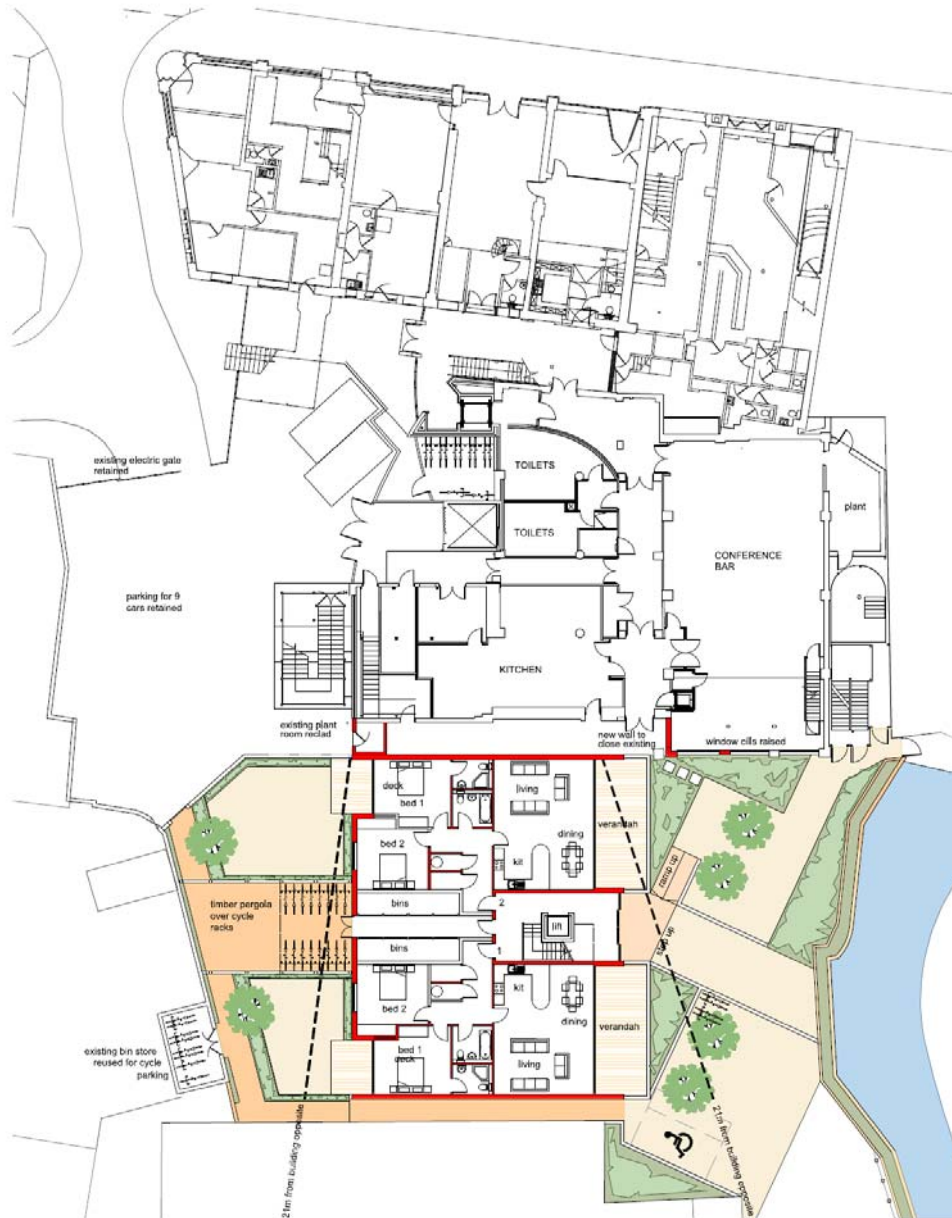 existing electric gate
retained
TOILETS
TOILETS
plant
CONFERENCE
BAR
parking for 9
cars retained
KITCHEN
existing plant
room reclad
new wall to
close existing
window cills raised
deck
bed 1
living
verandah
dining
bed 2
kit
ramp up
timber pergola
over cycle
racks
bins
2
lift
bins
1
kit
bed 2
dining
verandah
existing bin store
reused for cycle
parking
bed 1
deck
living
21m from building opposite
21m from building opposite